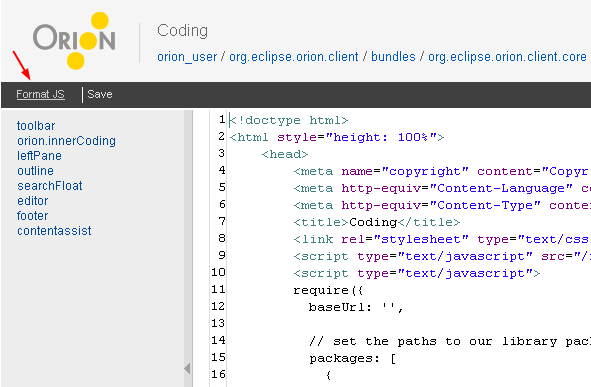 ORION
Coding
orion_user / org.eclipse.orion.client / bundles / org.eclipse.orion.client.core
Format JS | Save
toolbar
orion.innerCoding
leftPane
outline
searchFloat
editor
footer
contentassist
1 <!doctype html>
2 <html style="height: 100%">
3 <head>
4 <meta name="copyright" content="Copyr
5 <meta http-equiv="Content-Language" co
6 <meta http-equiv="Content-Type" conten
7 <title>Coding</title>
8 <link rel="stylesheet" type="text/css
9 <script type="text/javascript" src="/
10 <script type="text/javascript">
11 require({
12 baseUrl: '',
13
14 // set the paths to our library pac
15 packages: [
16 {